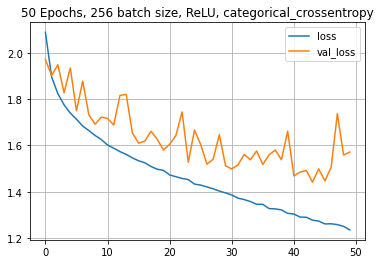 50 Epochs, 256 batch size, ReLU, categorical_crossentropy
loss
val_loss
2.0
1.8
1.6
1.4
1.2
0 10 20 30 40 50